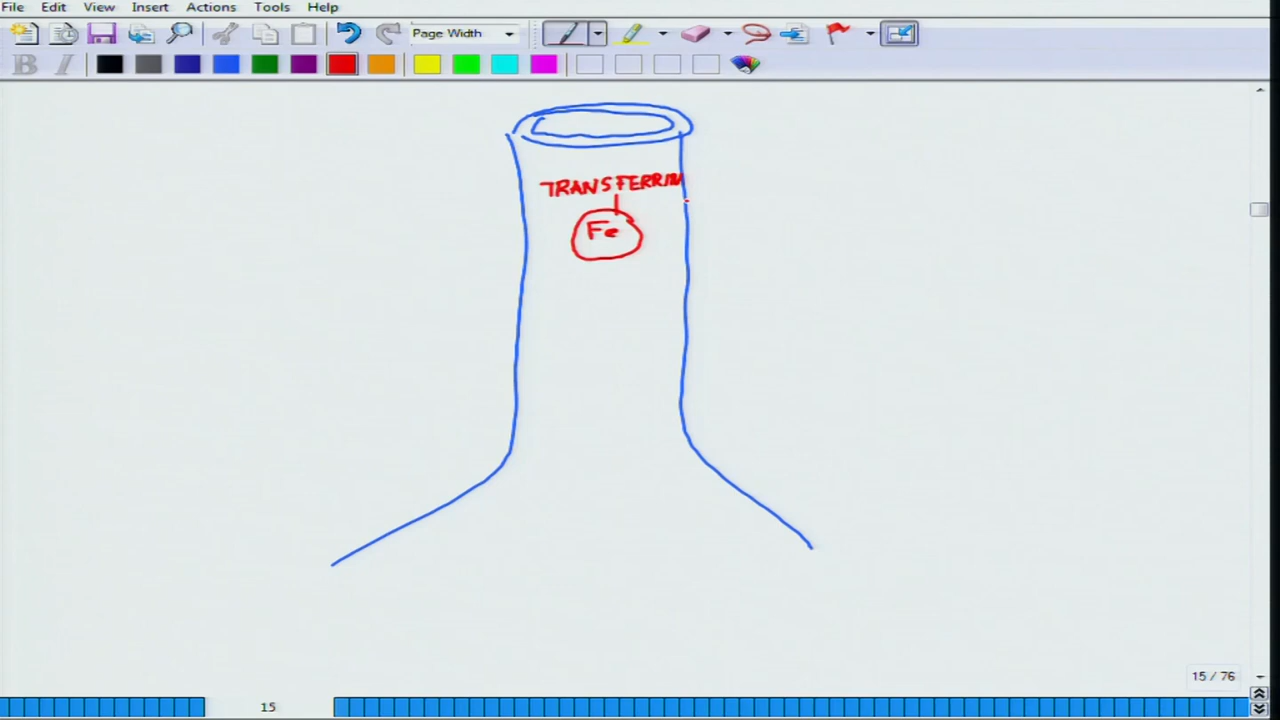 File Edit View Insert Actions Tools Help
Page Width
B I
TRANSFERRIN
Fe
15 / 76
15